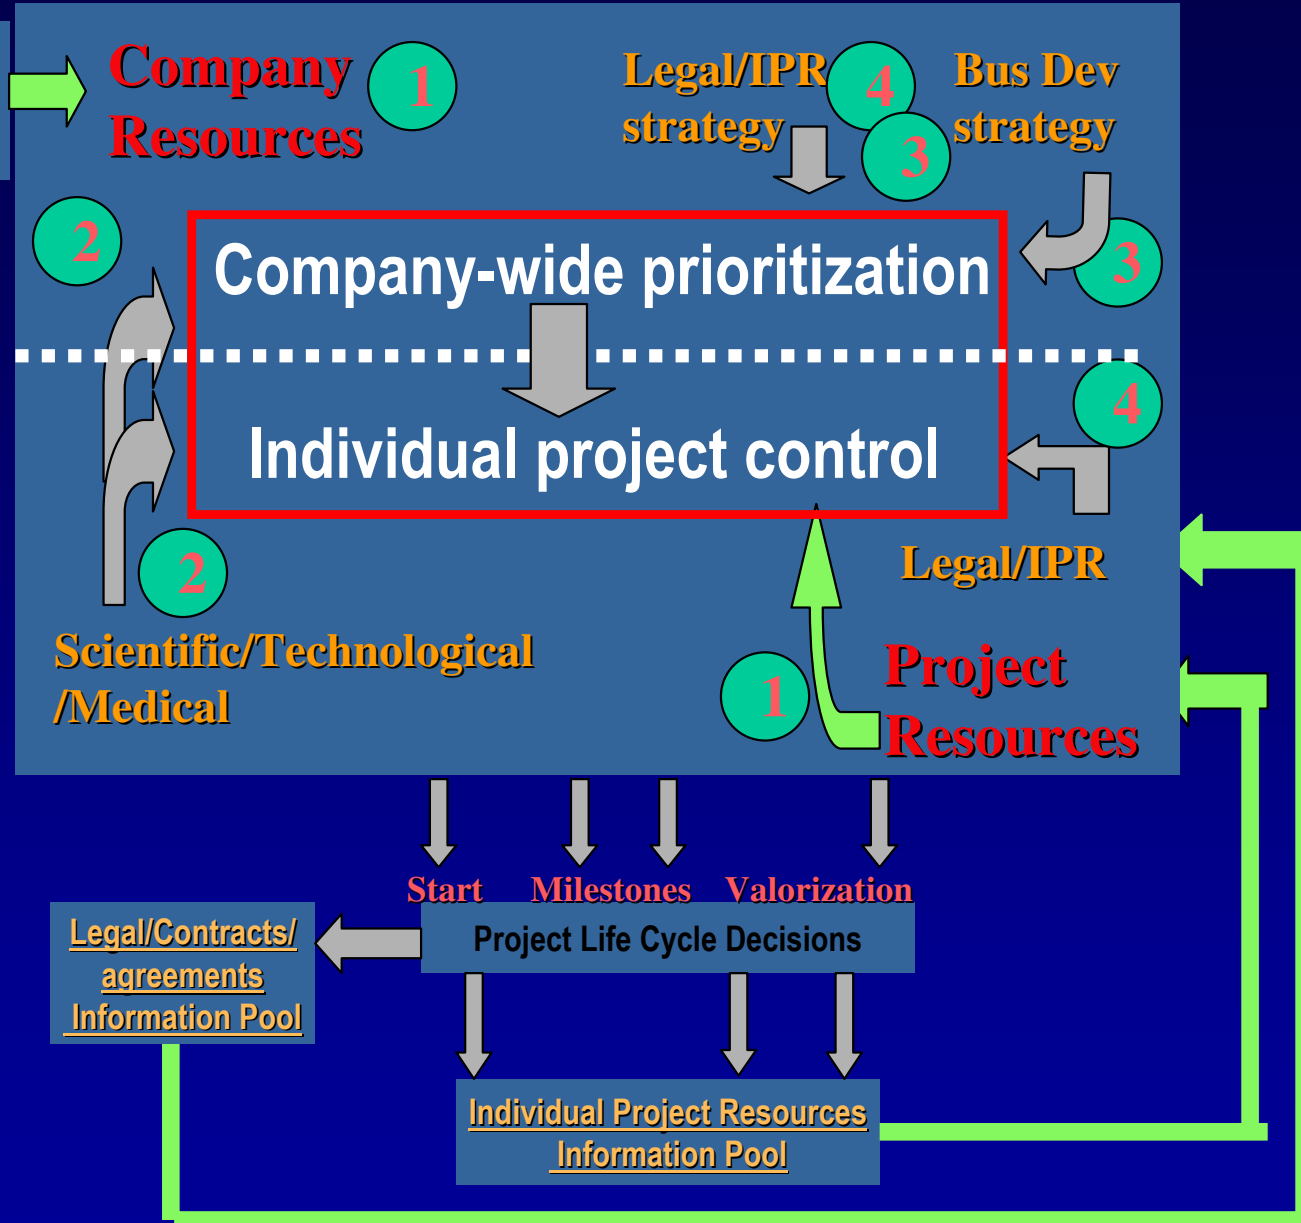 Company
Resources
1
Legal/IPR
strategy
4
3
Bus Dev
strategy
2
Company-wide prioritization
3
Individual project control
4
2
Legal/IPR
Scientific/Technological
/Medical
1
Project
Resources
Start
Milestones
Valorization
Project Life Cycle Decisions
Legal/Contracts/
agreements
Information Pool
Individual Project Resources
Information Pool